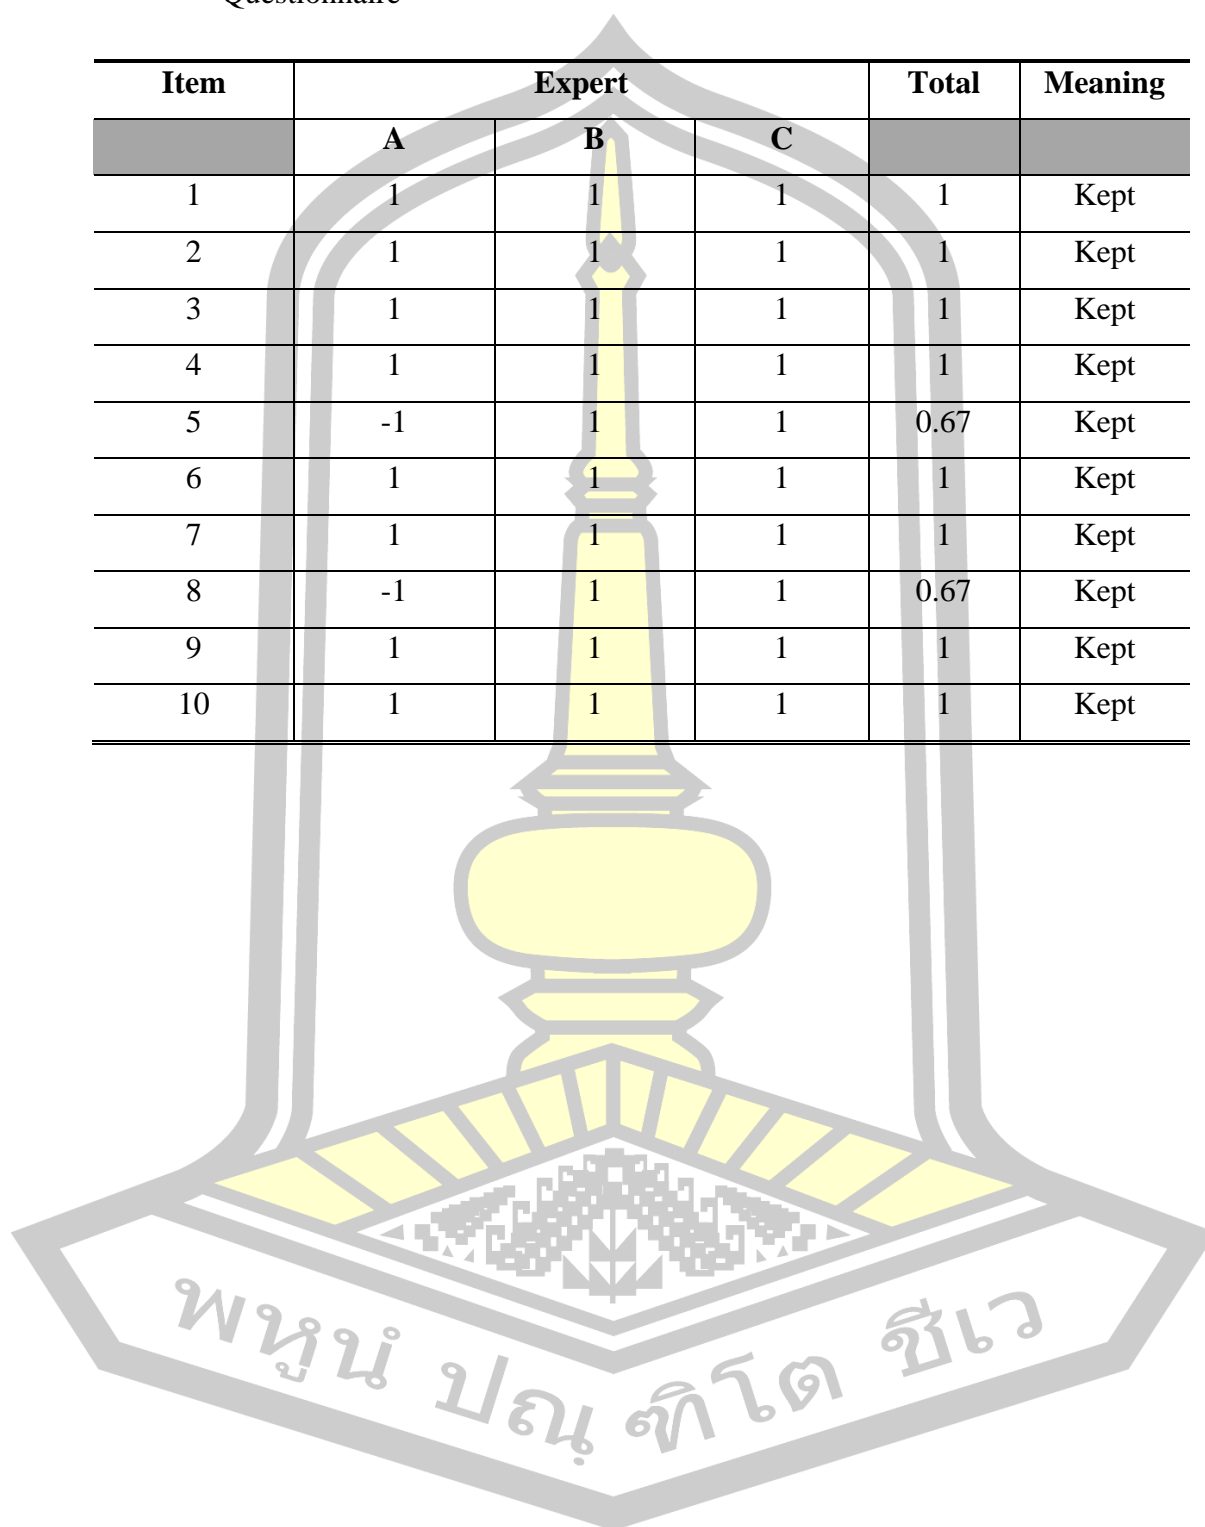 Questionnaire
Item Expert Total Meaning
A B C
1 1 1 1 1 Kept
2 1 1 1 1 Kept
3 1 1 1 1 Kept
4 1 1 1 1 Kept
5 -1 1 1 0.67 Kept
6 1 1 1 1 Kept
7 1 1 1 1 Kept
8 -1 1 1 0.67 Kept
9 1 1 1 1 Kept
10 1 1 1 1 Kept
พหูนํ ปณฺฑิโต ชีเว